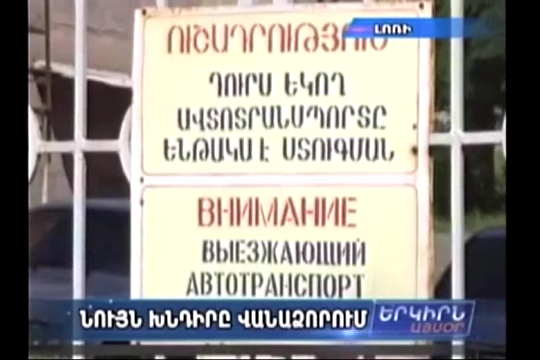 ԼՈՌԻ
ՈՒՇԱԴՐՈՒԹՅՈՒՆ
ԴՈՒՐՍ ԵԿՈՂ
ԱՎՏՈՏՐԱՆՍՊՈՐՏԸ
ԵՆԹԱԿԱ Է ՍՏՈՒԳՄԱՆ
ВНИМАНИЕ
ВЫЕЗЖАЮЩИЙ
АВТОТРАНСПОРТ
ՆՈՒՅՆ ԽՆԴԻՐԸ ՎԱՆԱՁՈՐՈՒՄ
ԵՐԿԻՐՆ
ԱՅՍՕՐ